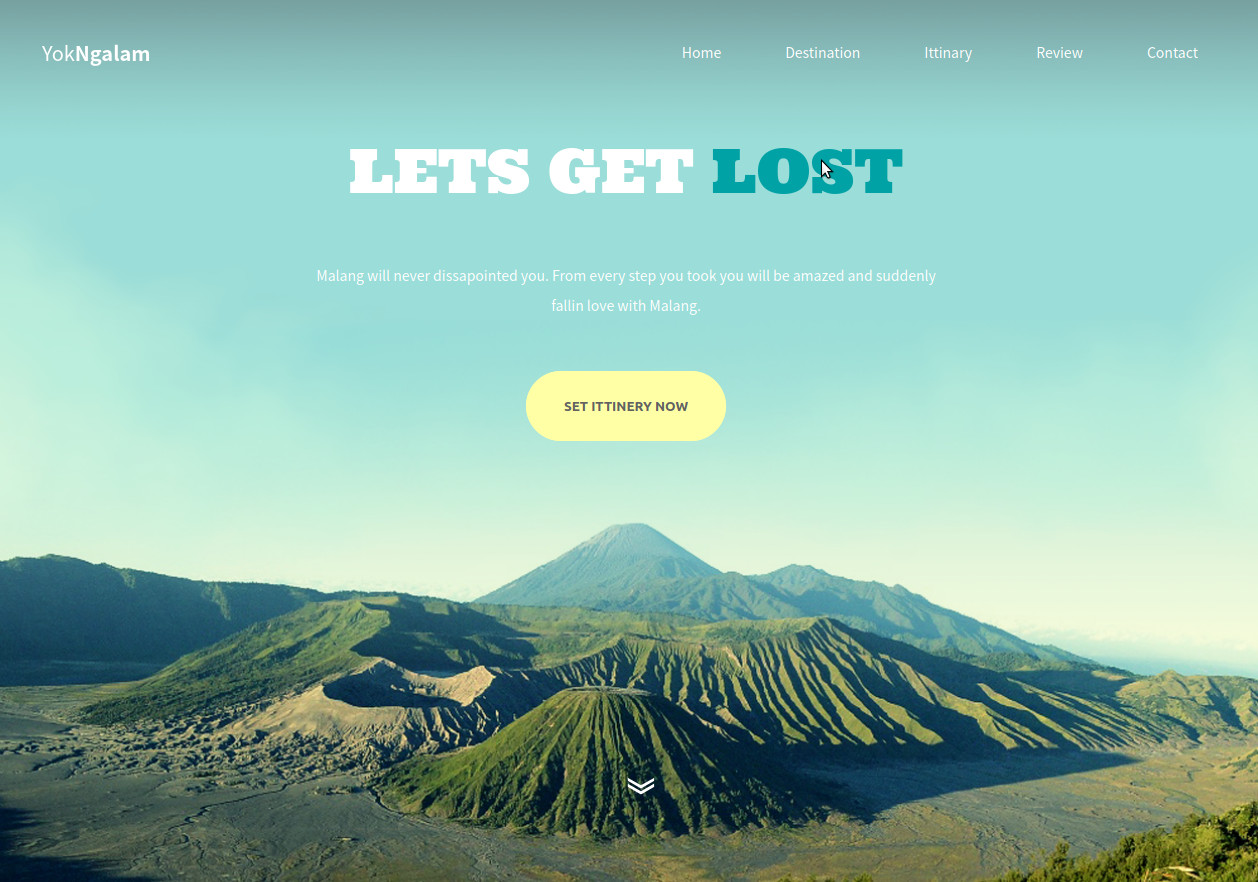 YokNgalam
Home Destination Ittinary Review Contact
LETS GET LOST
Malang will never dissapointed you. From every step you took you will be amazed and suddenly
fallin love with Malang.
SET ITTINERY NOW